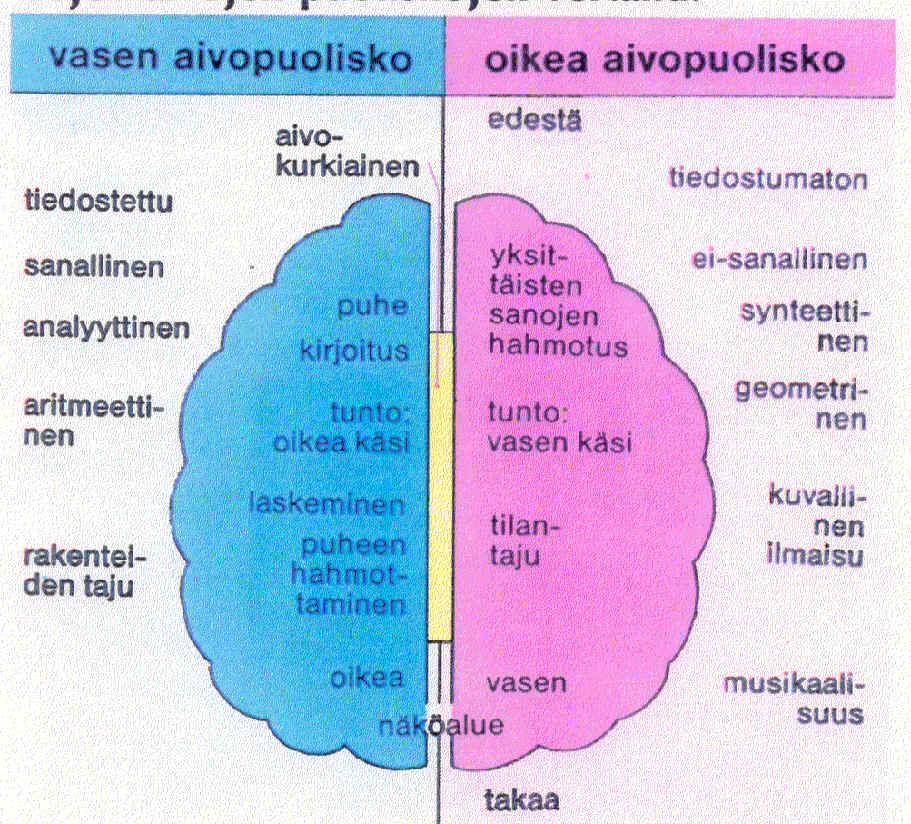 vasen aivopuolisko
oikea aivopuolisko
edestä
aivo-
kurkiainen
tiedostettu
sanallinen
analyyttinen
aritmeetti-
nen
rakentei-
den taju
puhe
kirjoitus
tunto:
oikea käsi
laskeminen
puheen
hahmot-
taminen
oikea
yksit-
täisten
sanojen
hahmotus
tunto:
vasen käsi
tilan-
taju
vasen
näköalue
tiedostumaton
ei-sanallinen
synteetti-
nen
geometri-
nen
kuvalli-
nen
ilmaisu
musikaali-
suus
takaa